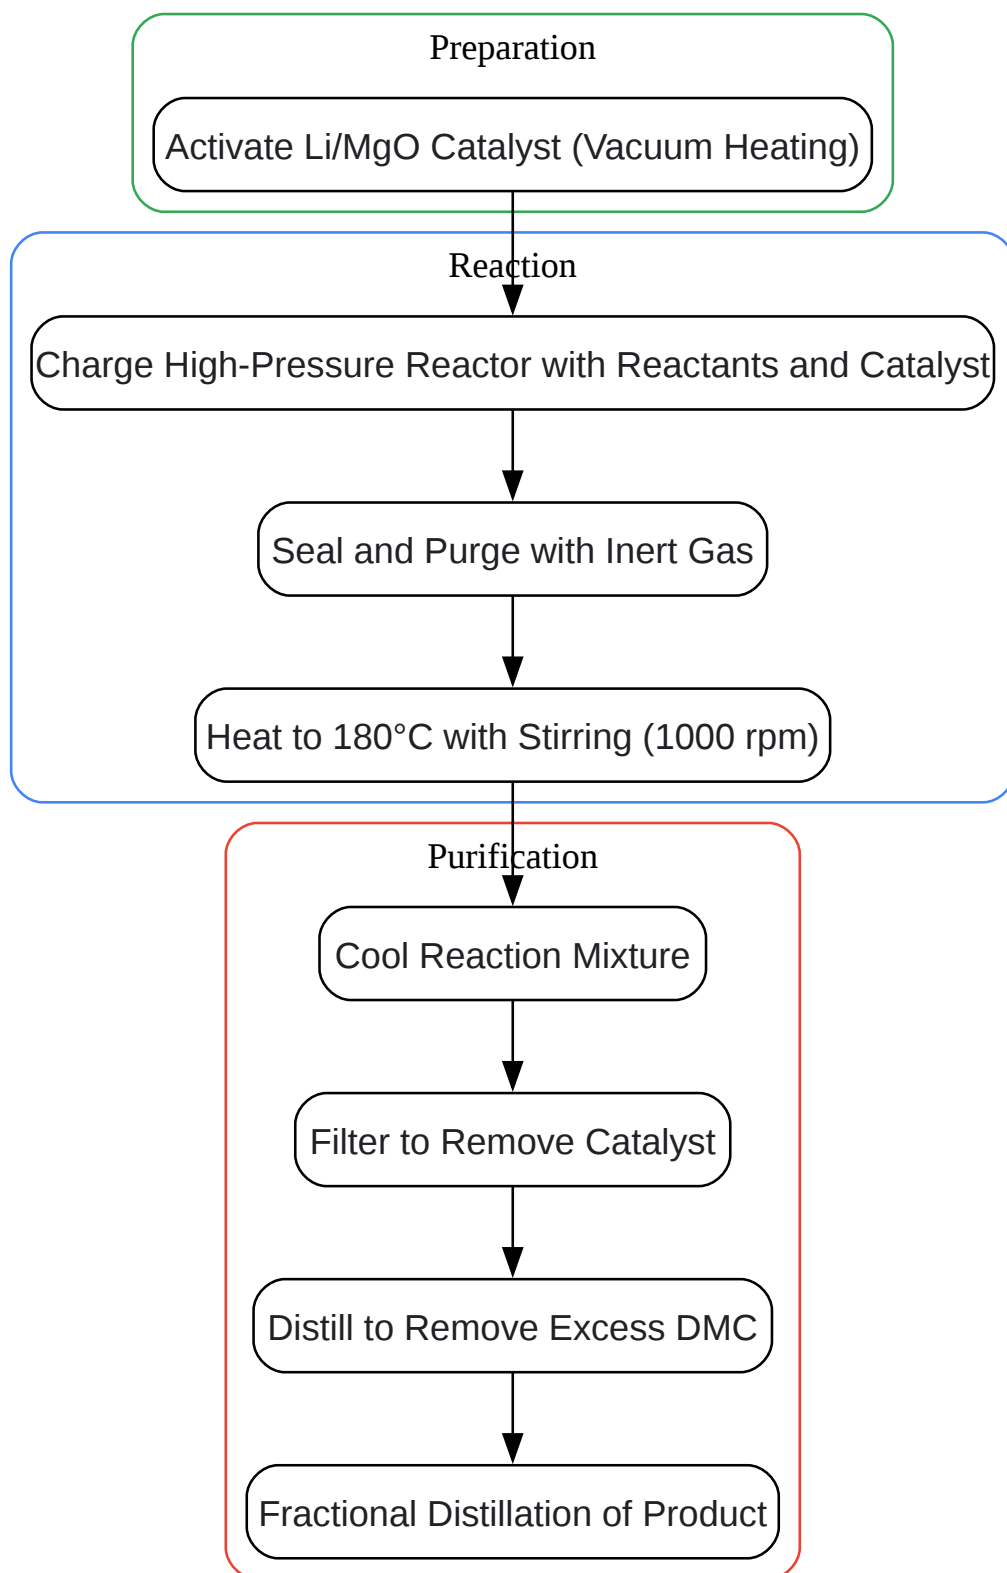 Preparation
Activate Li/MgO Catalyst (Vacuum Heating)
Reaction
Charge High-Pressure Reactor with Reactants and Catalyst
Seal and Purge with Inert Gas
Heat to 180°C with Stirring (1000 rpm)
Purification
Cool Reaction Mixture
Filter to Remove Catalyst
Distill to Remove Excess DMC
Fractional Distillation of Product